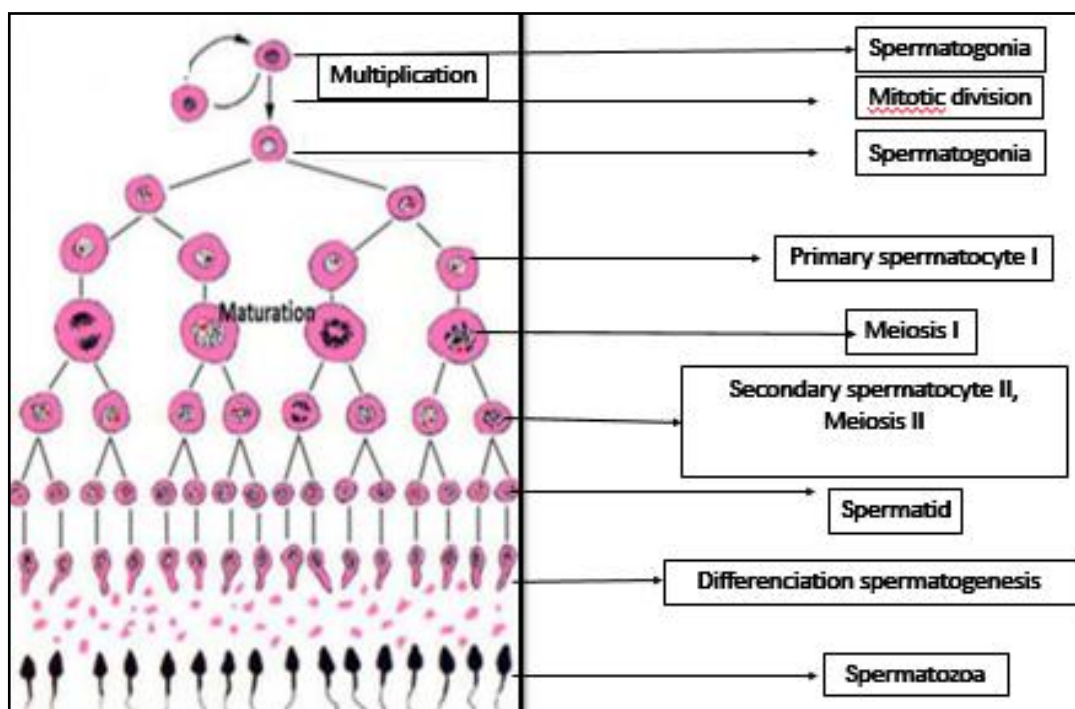 Spermatogonia
Multiplication
Mitotic division
Spermatogonia
Primary spermatocyte I
Maturation
Meiosis I
Secondary spermatocyte II,
Meiosis II
Spermatid
Differenciation spermatogenesis
Spermatozoa